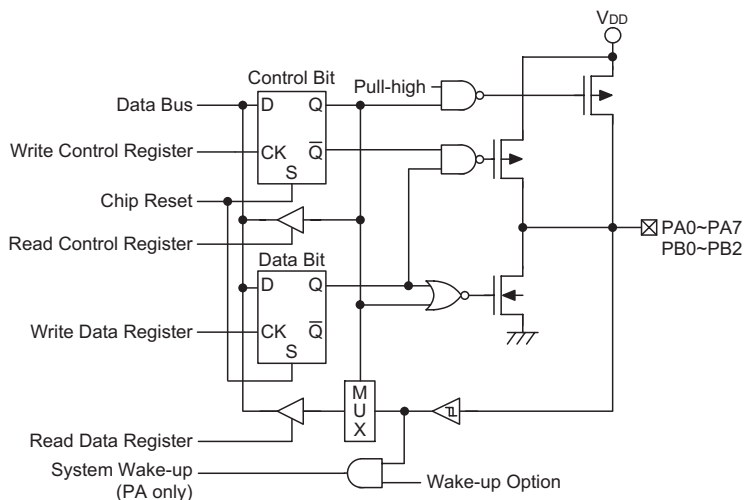 VDD
Control Bit
Pull-high
Data Bus
D
Q
Write Control Register
CK
Q
S
Chip Reset
Read Control Register
PA0~PA7
PB0~PB2
Data Bit
D
Q
Write Data Register
CK
Q
S
M
U
X
Read Data Register
System Wake-up
(PA only)
Wake-up Option